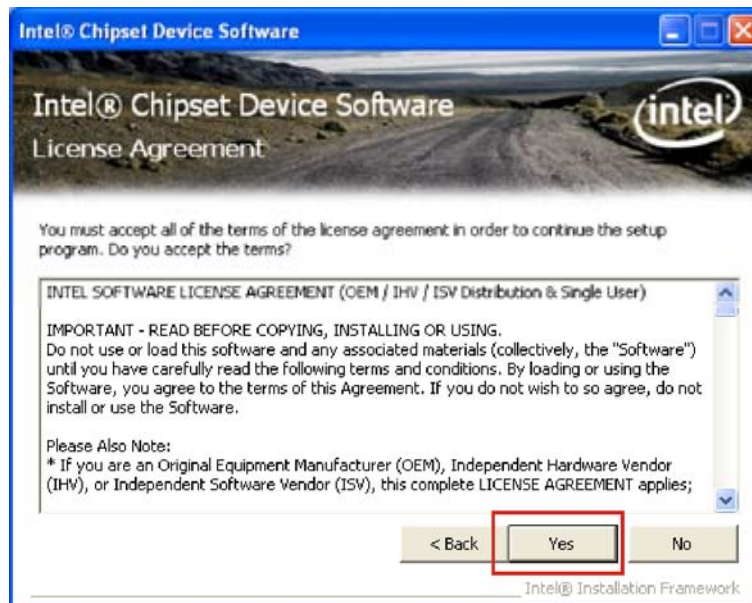 Intel® Chipset Device Software
Intel® Chipset Device Software
intel
License Agreement
You must accept all of the terms of the license agreement in order to continue the setup
program. Do you accept the terms?
INTEL SOFTWARE LICENSE AGREEMENT (OEM / IHV / ISV Distribution & Single User)
IMPORTANT - READ BEFORE COPYING, INSTALLING OR USING.
Do not use or load this software and any associated materials (collectively, the "Software")
until you have carefully read the following terms and conditions. By loading or using the
Software, you agree to the terms of this Agreement. If you do not wish to so agree, do not
install or use the Software.
Please Also Note:
* If you are an Original Equipment Manufacturer (OEM), Independent Hardware Vendor
(IHV), or Independent Software Vendor (ISV), this complete LICENSE AGREEMENT applies;
< Back
Yes
No
Intel® Installation Framework